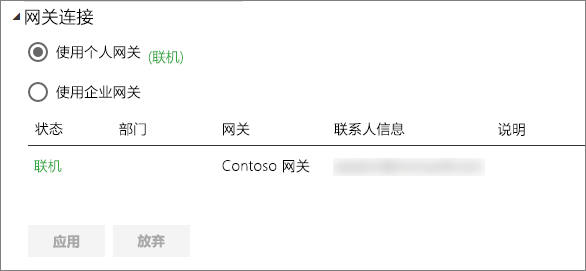 网关连接
使用个人网关 (联机)
使用企业网关
状态 部门 网关 联系人信息 说明
联机 Contoso 网关
应用 放弃